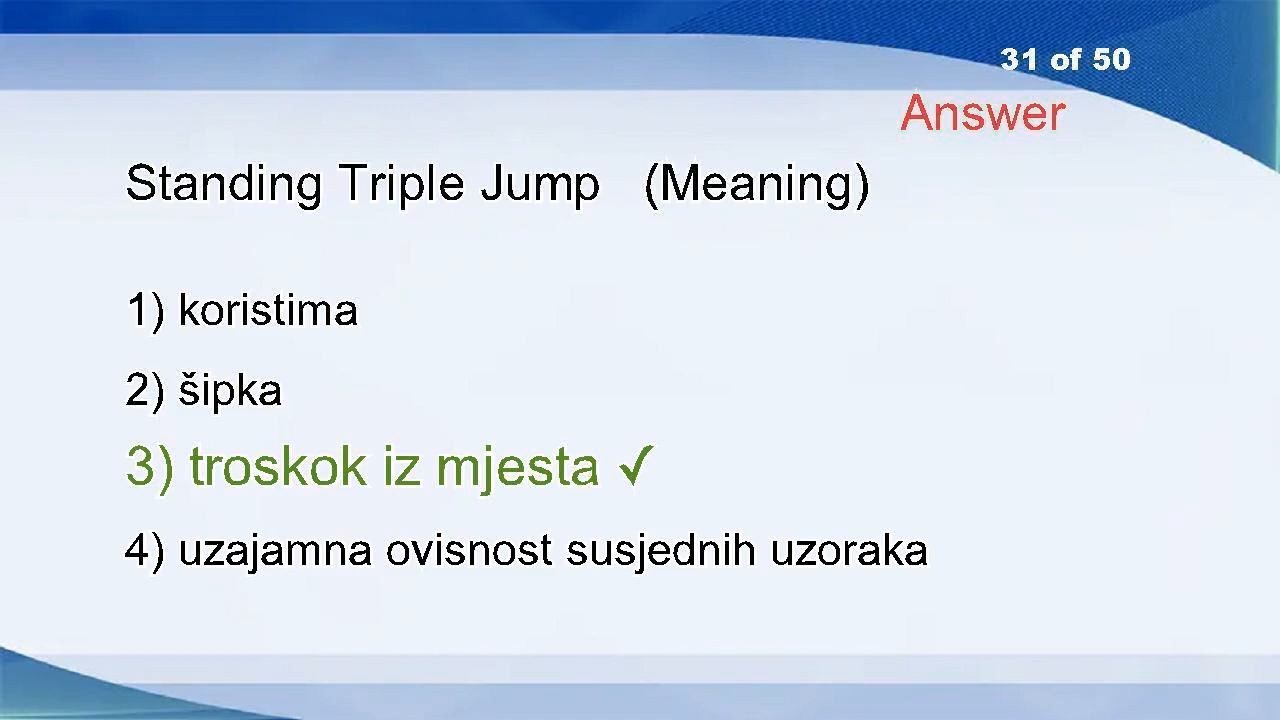 31 of 50
Answer
Standing Triple Jump (Meaning)
1) koristima
2) šipka
3) troskok iz mjesta ✓
4) uzajamna ovisnost susjednih uzoraka